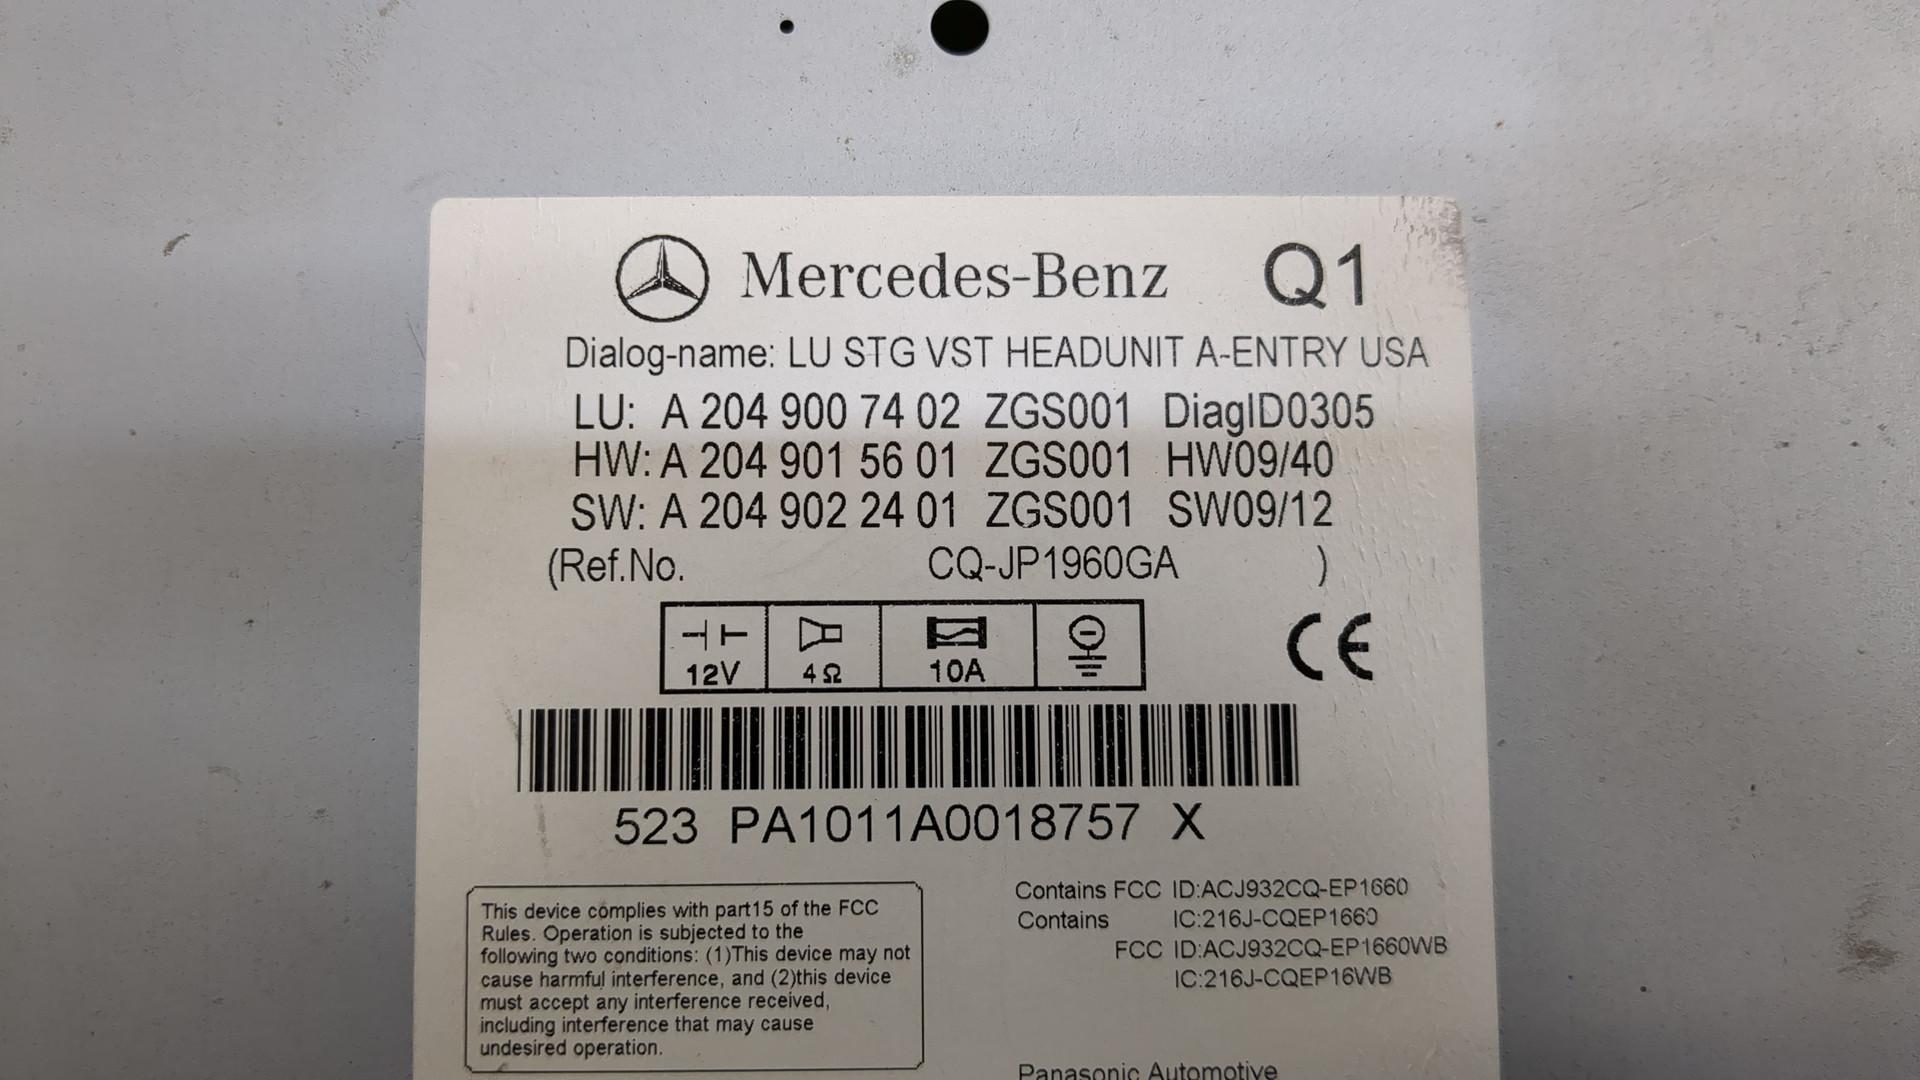 Mercedes-Benz Q1
Dialog-name: LU STG VST HEADUNIT A-ENTRY USA
LU: A 204 900 74 02 ZGS001 DiagID0305
HW: A 204 901 56 01 ZGS001 HW09/40
SW: A 204 902 24 01 ZGS001 SW09/12
(Ref.No. CQ-JP1960GA )
12V 4Ω 10A
CE
523 PA1011A0018757 X
This device complies with part15 of the FCC
Rules. Operation is subjected to the
following two conditions: (1)This device may not
cause harmful interference, and (2)this device
must accept any interference received,
including interference that may cause
undesired operation.
Contains FCC ID:ACJ932CQ-EP1660
Contains IC:216J-CQEP1660
FCC ID:ACJ932CQ-EP1660WB
IC:216J-CQEP16WB
Panasonic Automotive